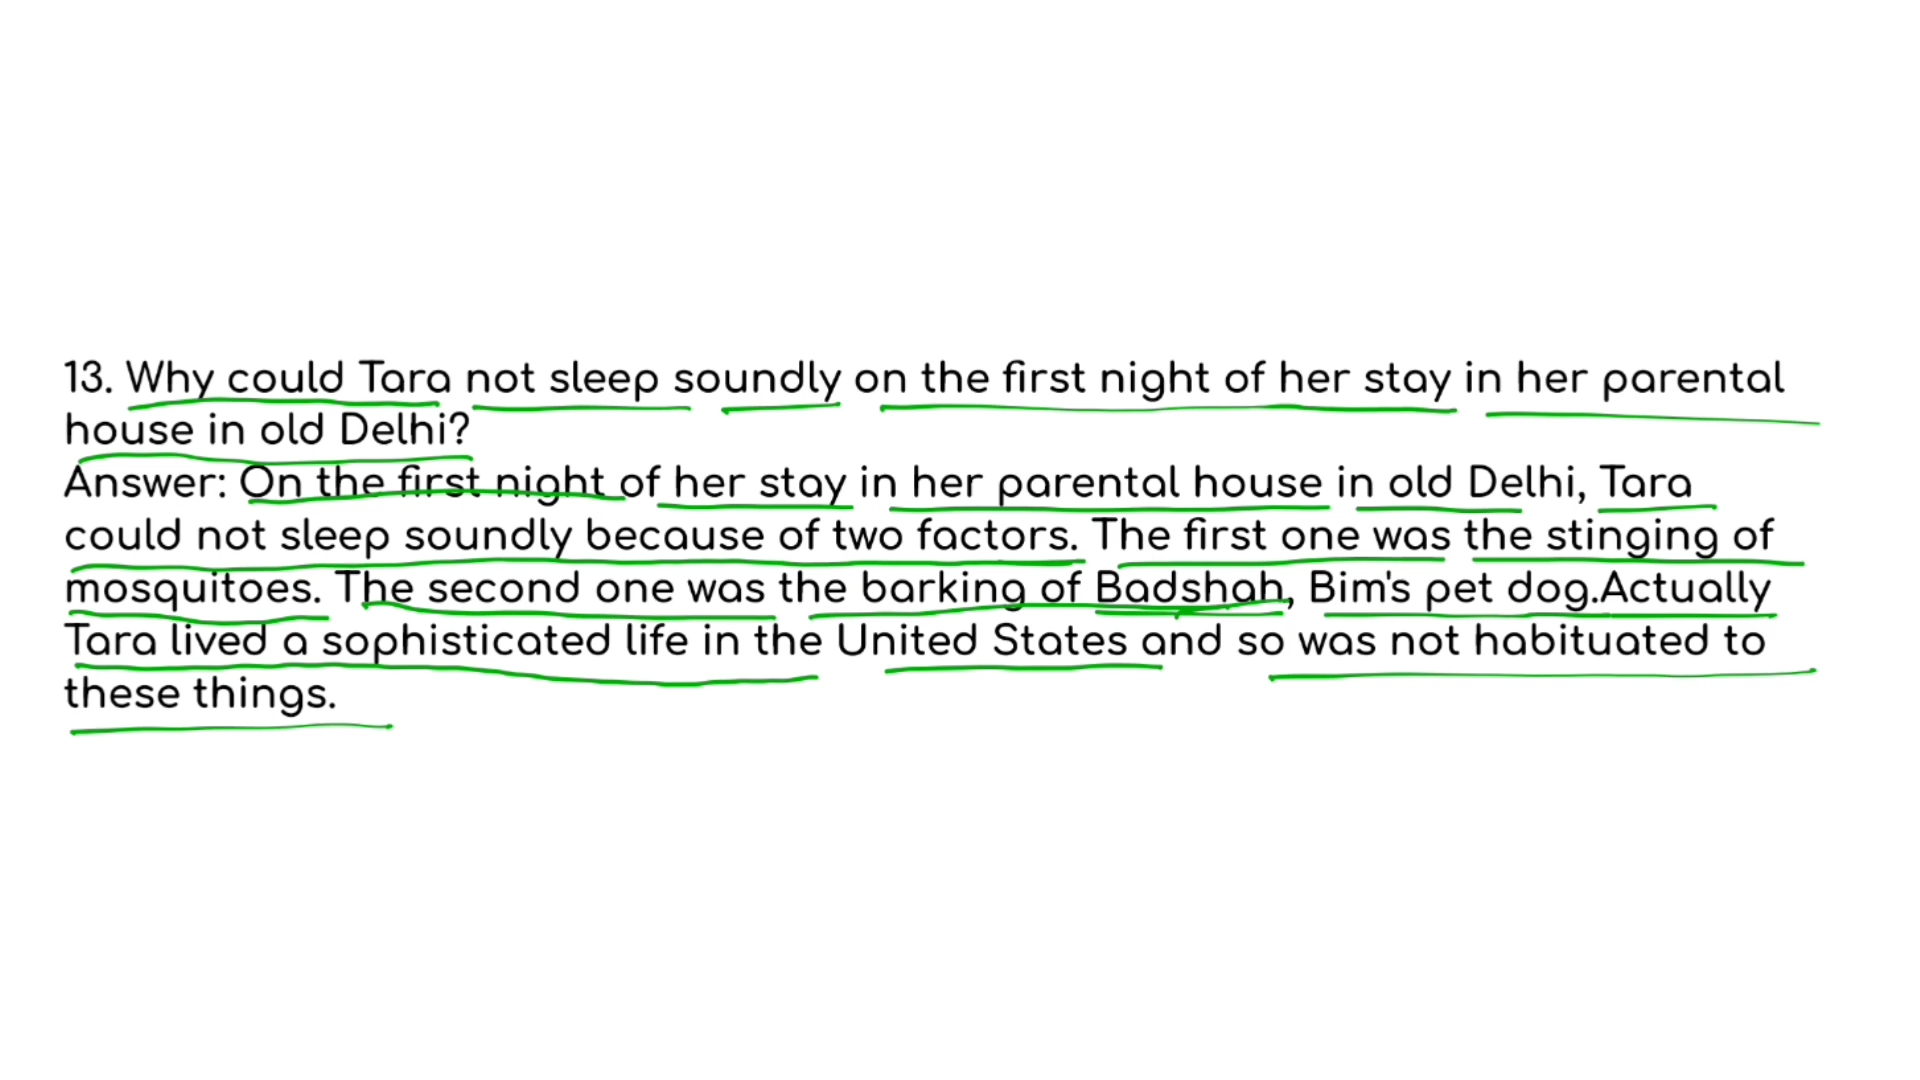 13. Why could Tara not sleep soundly on the first night of her stay in her parental
house in old Delhi?
Answer: On the first night of her stay in her parental house in old Delhi, Tara
could not sleep soundly because of two factors. The first one was the stinging of
mosquitoes. The second one was the barking of Badshah, Bim's pet dog.Actually
Tara lived a sophisticated life in the United States and so was not habituated to
these things.